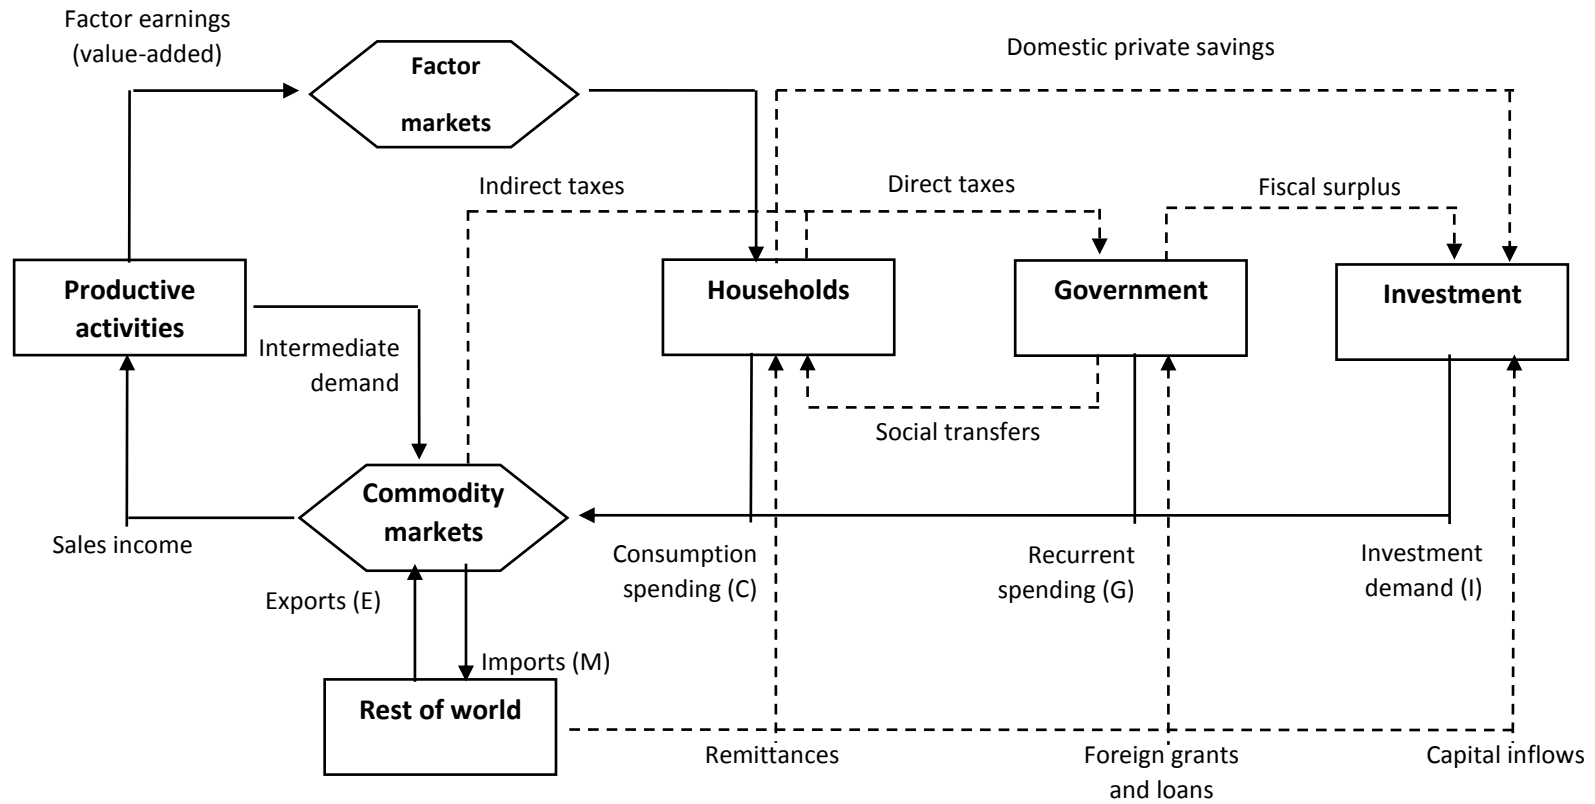 Factor earnings
(value-added)
Factor
markets
Domestic private savings
Indirect taxes
Direct taxes
Fiscal surplus
Productive
activities
Households
Government
Investment
Intermediate
demand
Social transfers
Commodity
markets
Sales income
Consumption
spending (C)
Recurrent
spending (G)
Investment
demand (I)
Exports (E)
Imports (M)
Rest of world
Remittances
Foreign grants
and loans
Capital inflows